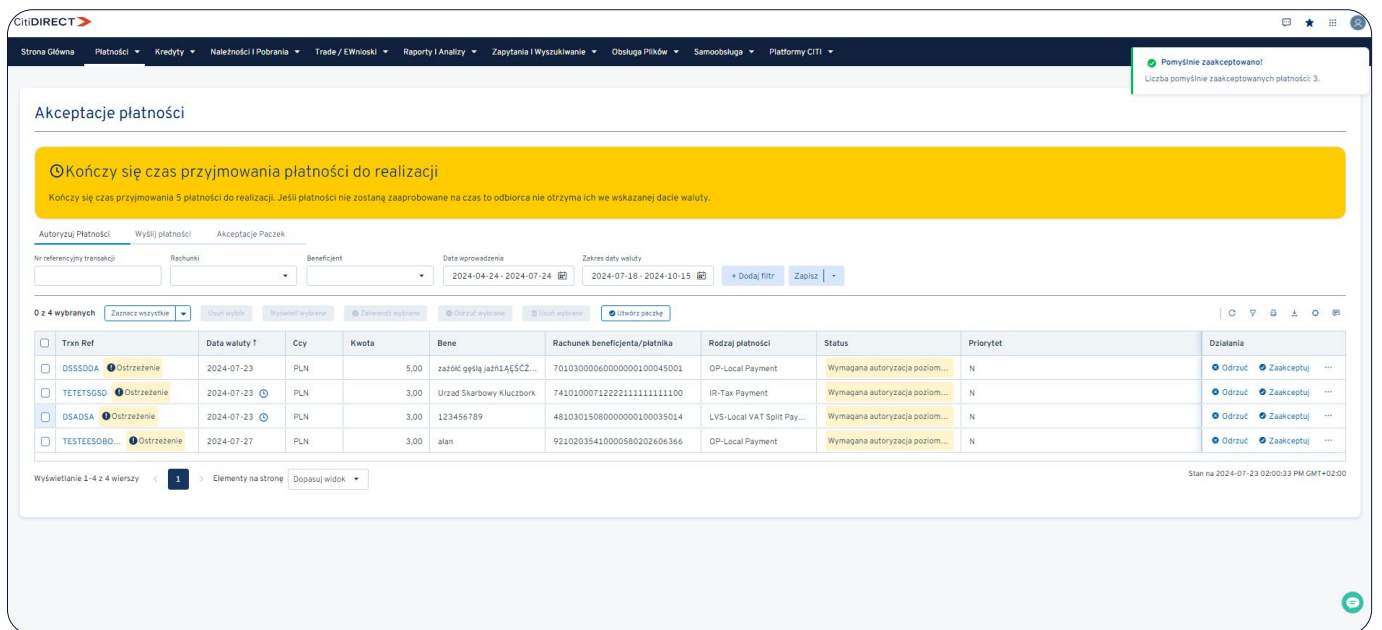 CitiDIRECT
Strona Główna Płatności Kredyty Należności I Pobrania Trade / EWnioski Raporty I Analizy Zapytania I Wyszukiwanie Obsługa Plików Samoobsługa Platformy CITI
Pomyślnie zaakceptowano!
Liczba pomyślnie zaakceptowanych płatności: 3.
Akceptacje płatności
Kończy się czas przyjmowania płatności do realizacji
Kończy się czas przyjmowania 5 płatności do realizacji. Jeśli płatności nie zostaną zaaprobowane na czas to odbiorca nie otrzyma ich we wskazanej dacie waluty.
Autoryzuj Płatności Wyślij płatności Akceptacje Paczek
Nr referencyjny transakcji Rachunki Beneficjent Data wprowadzenia Zakres daty waluty
2024-04-24 - 2024-07-24 2024-07-18 - 2024-10-15 + Dodaj filtr Zapisz
0 z 4 wybranych Zaznacz wszystkie Usuń wybór Wyświetl wybrane Zatwierdź wybrane Odrzuć wybrane Usuń wybrane Utwórz paczkę
Trxn Ref Data waluty ↑ Ccy Kwota Bene Rachunek beneficjenta/płatnika Rodzaj płatności Status Priorytet Działania
DSSSDDA Ostrzeżenie 2024-07-23 PLN 5,00 zażółć gęślą jaźń1ĄĘŚĆŻ... 70103000060000000100045001 OP-Local Payment Wymagana autoryzacja poziom... N Odrzuć Zaakceptuj ...
TETETSGSD Ostrzeżenie 2024-07-23 PLN 3,00 Urzad Skarbowy Kluczbork 74101000712222111111111100 IR-Tax Payment Wymagana autoryzacja poziom... N Odrzuć Zaakceptuj ...
DSADSA Ostrzeżenie 2024-07-23 PLN 3,00 123456789 48103015080000000100035014 LVS-Local VAT Split Pay... Wymagana autoryzacja poziom... N Odrzuć Zaakceptuj ...
TESTEESOBO... Ostrzeżenie 2024-07-27 PLN 3,00 alan 92102035410000580202606366 OP-Local Payment Wymagana autoryzacja poziom... N Odrzuć Zaakceptuj ...
Wyświetlanie 1-4 z 4 wierszy 1 Elementy na stronę Dopasuj widok
Stan na 2024-07-23 02:00:33 PM GMT+02:00